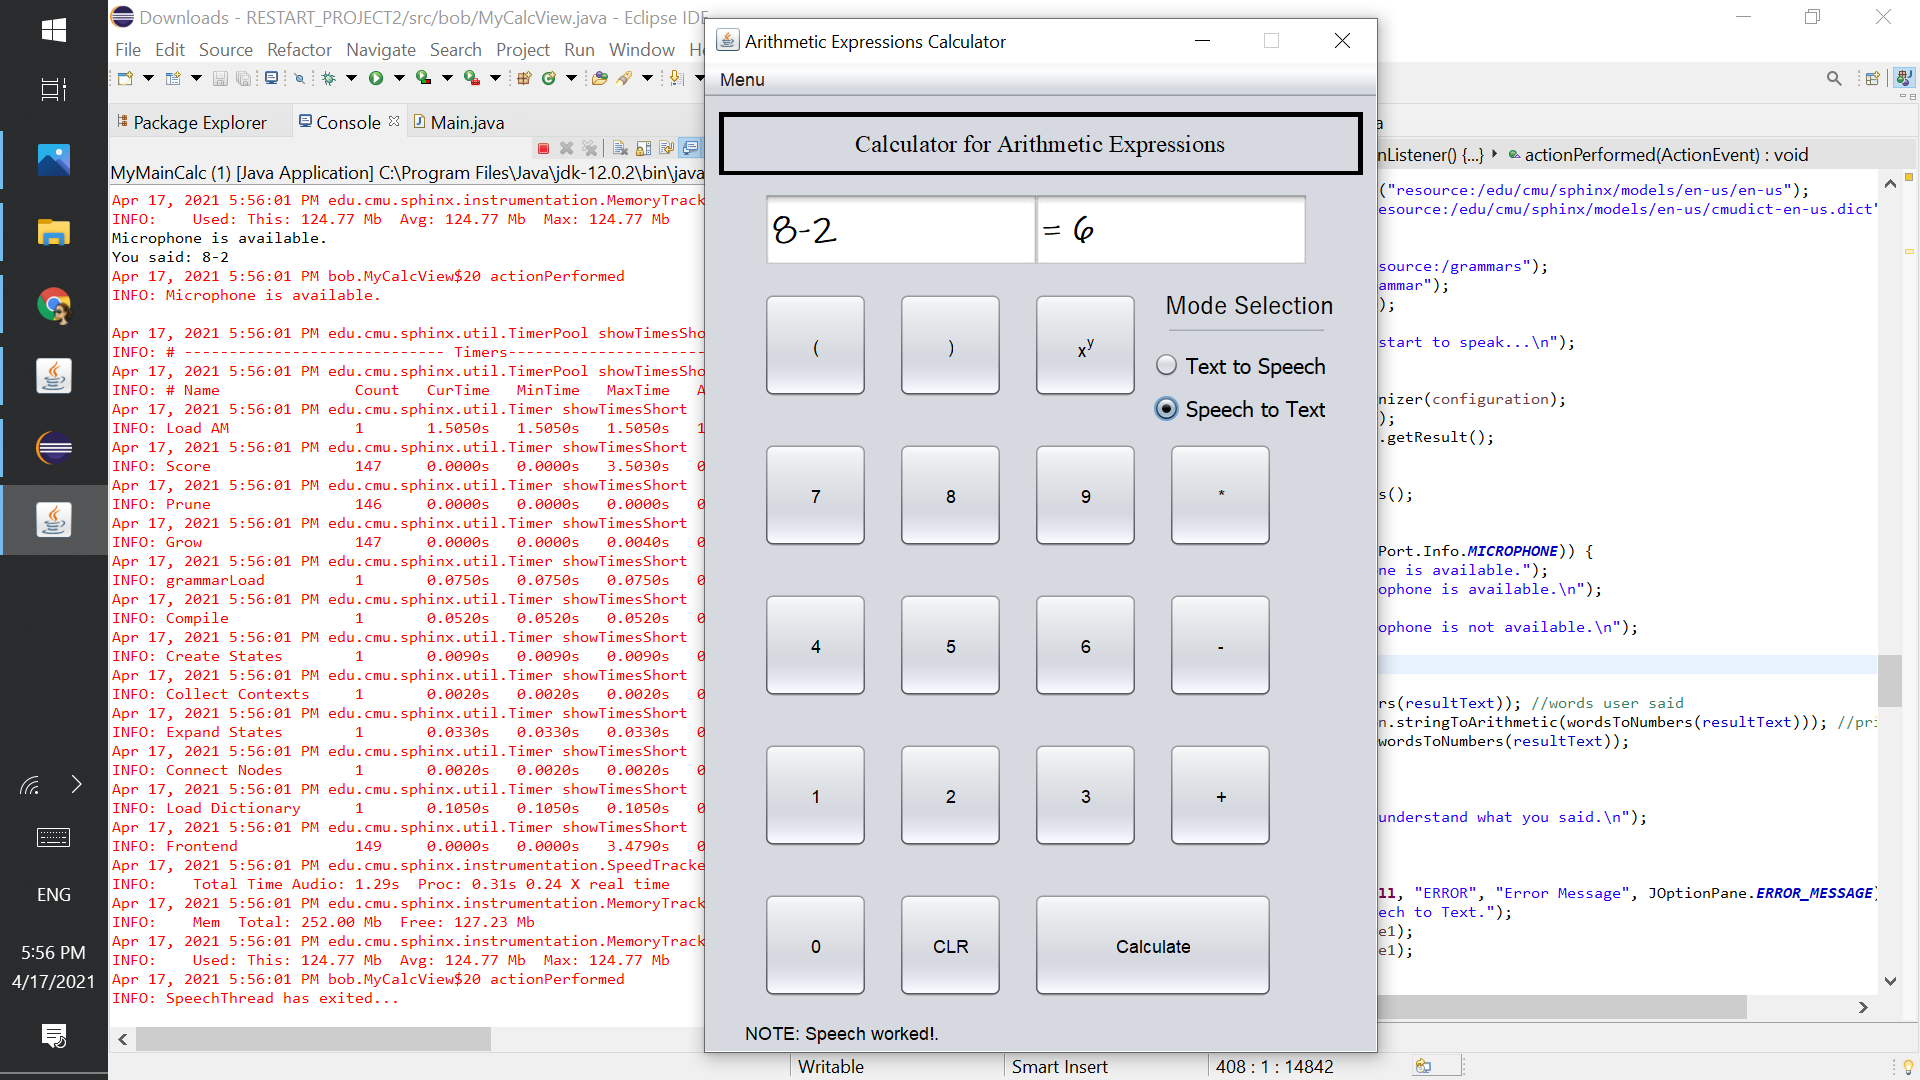 Downloads - RESTART_PROJECT2/src/bob/MyCalcView.java - Eclipse IDE
File Edit Source Refactor Navigate Search Project Run Window
Package Explorer Console Main.java
MyMainCalc (1) [Java Application] C:\Program Files\Java\jdk-12.0.2\bin\java
Apr 17, 2021 5:56:01 PM edu.cmu.sphinx.instrumentation.MemoryTrack
INFO: Used: This: 124.77 Mb Avg: 124.77 Mb Max: 124.77 Mb
Microphone is available.
You said: 8-2
Apr 17, 2021 5:56:01 PM bob.MyCalcView$20 actionPerformed
INFO: Microphone is available.
Apr 17, 2021 5:56:01 PM edu.cmu.sphinx.util.TimerPool showTimesSho
INFO: # ---------------------------- Timers----------------------
Apr 17, 2021 5:56:01 PM edu.cmu.sphinx.util.TimerPool showTimesSho
INFO: # Name Count CurTime MinTime MaxTime A
Apr 17, 2021 5:56:01 PM edu.cmu.sphinx.util.Timer showTimesShort
INFO: Load AM 1 1.5050s 1.5050s 1.5050s 1
Apr 17, 2021 5:56:01 PM edu.cmu.sphinx.util.Timer showTimesShort
INFO: Score 147 0.0000s 0.0000s 3.5030s 0
Apr 17, 2021 5:56:01 PM edu.cmu.sphinx.util.Timer showTimesShort
INFO: Prune 146 0.0000s 0.0000s 0.0000s 0
Apr 17, 2021 5:56:01 PM edu.cmu.sphinx.util.Timer showTimesShort
INFO: Grow 147 0.0000s 0.0000s 0.0040s 0
Apr 17, 2021 5:56:01 PM edu.cmu.sphinx.util.Timer showTimesShort
INFO: grammarLoad 1 0.0750s 0.0750s 0.0750s 0
Apr 17, 2021 5:56:01 PM edu.cmu.sphinx.util.Timer showTimesShort
INFO: Compile 1 0.0520s 0.0520s 0.0520s 0
Apr 17, 2021 5:56:01 PM edu.cmu.sphinx.util.Timer showTimesShort
INFO: Create States 1 0.0090s 0.0090s 0.0090s 0
Apr 17, 2021 5:56:01 PM edu.cmu.sphinx.util.Timer showTimesShort
INFO: Collect Contexts 1 0.0020s 0.0020s 0.0020s 0
Apr 17, 2021 5:56:01 PM edu.cmu.sphinx.util.Timer showTimesShort
INFO: Expand States 1 0.0330s 0.0330s 0.0330s 0
Apr 17, 2021 5:56:01 PM edu.cmu.sphinx.util.Timer showTimesShort
INFO: Connect Nodes 1 0.0020s 0.0020s 0.0020s 0
Apr 17, 2021 5:56:01 PM edu.cmu.sphinx.util.Timer showTimesShort
INFO: Load Dictionary 1 0.1050s 0.1050s 0.1050s 0
Apr 17, 2021 5:56:01 PM edu.cmu.sphinx.util.Timer showTimesShort
INFO: Frontend 149 0.0000s 0.0000s 3.4790s 0
Apr 17, 2021 5:56:01 PM edu.cmu.sphinx.instrumentation.SpeedTracke
INFO: Total Time Audio: 1.29s Proc: 0.31s 0.24 X real time
Apr 17, 2021 5:56:01 PM edu.cmu.sphinx.instrumentation.MemoryTrack
INFO: Mem Total: 252.00 Mb Free: 127.23 Mb
Apr 17, 2021 5:56:01 PM edu.cmu.sphinx.instrumentation.MemoryTrack
INFO: Used: This: 124.77 Mb Avg: 124.77 Mb Max: 124.77 Mb
Apr 17, 2021 5:56:01 PM bob.MyCalcView$20 actionPerformed
INFO: SpeechThread has exited...
Arithmetic Expressions Calculator
Menu
Calculator for Arithmetic Expressions
8-2 = 6
( ) x^y
Mode Selection
Text to Speech
Speech to Text
7 8 9 *
4 5 6 -
1 2 3 +
0 CLR Calculate
NOTE: Speech worked!.
a
nListener() {...} actionPerformed(ActionEvent) : void
("resource:/edu/cmu/sphinx/models/en-us/en-us");
esource:/edu/cmu/sphinx/models/en-us/cmudict-en-us.dict"
source:/grammars");
ammar");
);
start to speak...\n");
nizer(configuration);
);
.getResult();
s();
Port.Info.MICROPHONE)) {
ne is available.");
ophone is available.\n");
ophone is not available.\n");
rs(resultText)); //words user said
n.stringToArithmetic(wordsToNumbers(resultText))); //pri
wordsToNumbers(resultText));
understand what you said.\n");
ll, "ERROR", "Error Message", JOptionPane.ERROR_MESSAGE)
ech to Text.");
e1);
e1);
Writable Smart Insert 408 : 1 : 14842
ENG
5:56 PM
4/17/2021